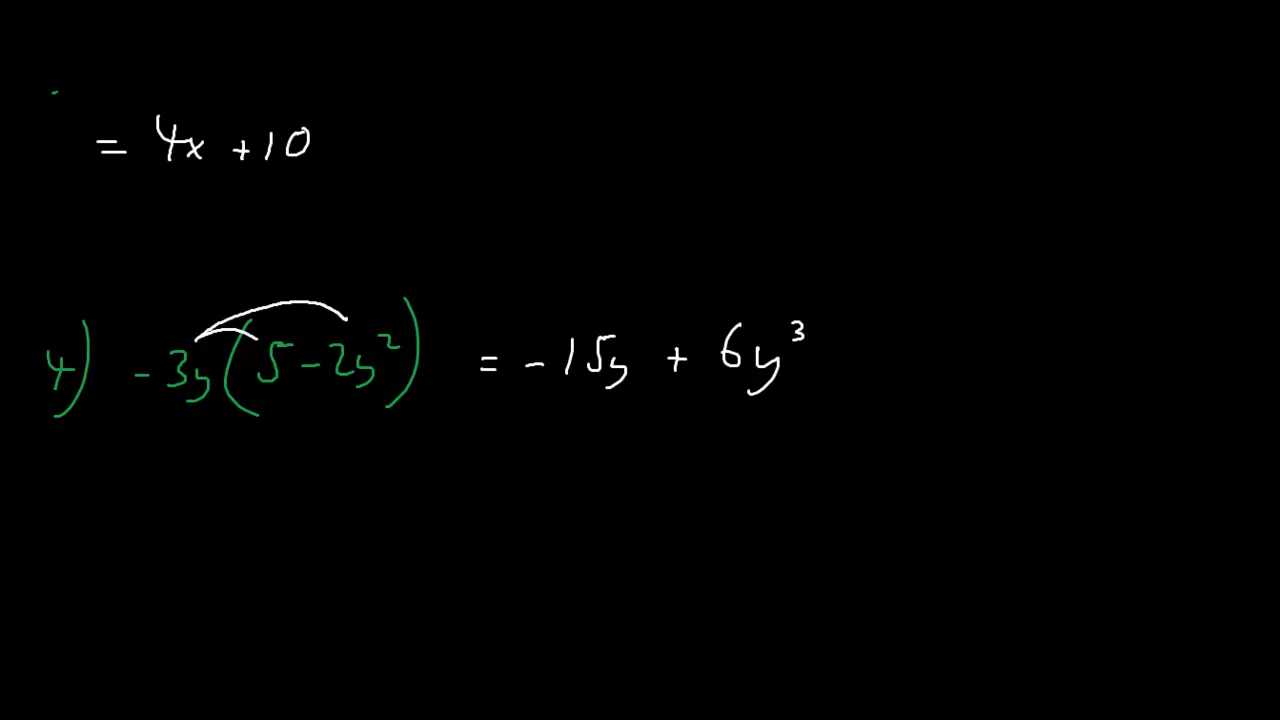 = 4x + 10
4) -3y(5 - 2y²) = -15y + 6y³